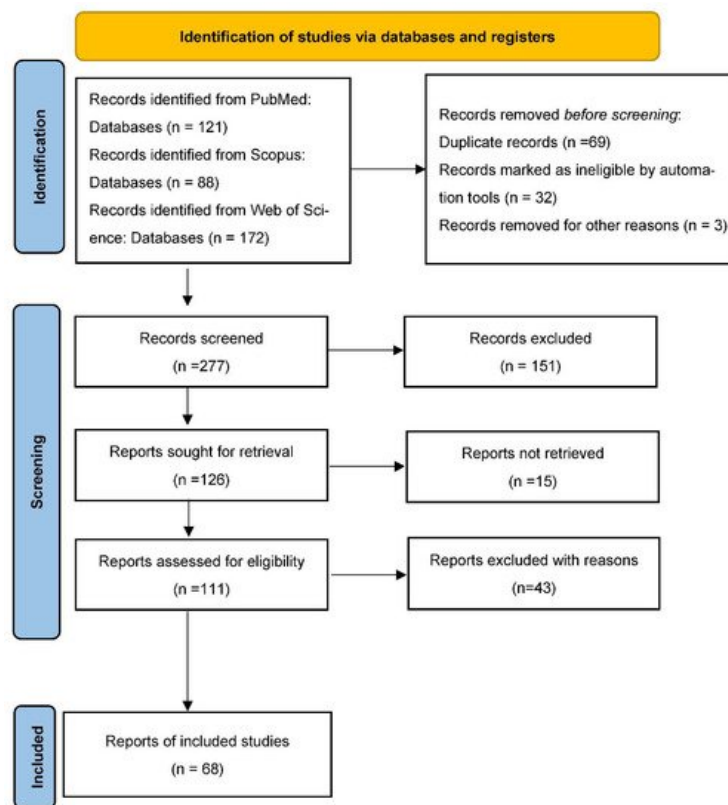 Identification of studies via databases and registers
Identification
Records identified from PubMed:
Databases (n = 121)
Records identified from Scopus:
Databases (n = 88)
Records identified from Web of Sci-
ence: Databases (n = 172)
Records removed before screening:
Duplicate records (n =69)
Records marked as ineligible by automa-
tion tools (n = 32)
Records removed for other reasons (n = 3)
Screening
Records screened
(n =277)
Records excluded
(n = 151)
Reports sought for retrieval
(n =126)
Reports not retrieved
(n =15)
Reports assessed for eligibility
(n =111)
Reports excluded with reasons
(n=43)
Included
Reports of included studies
(n = 68)